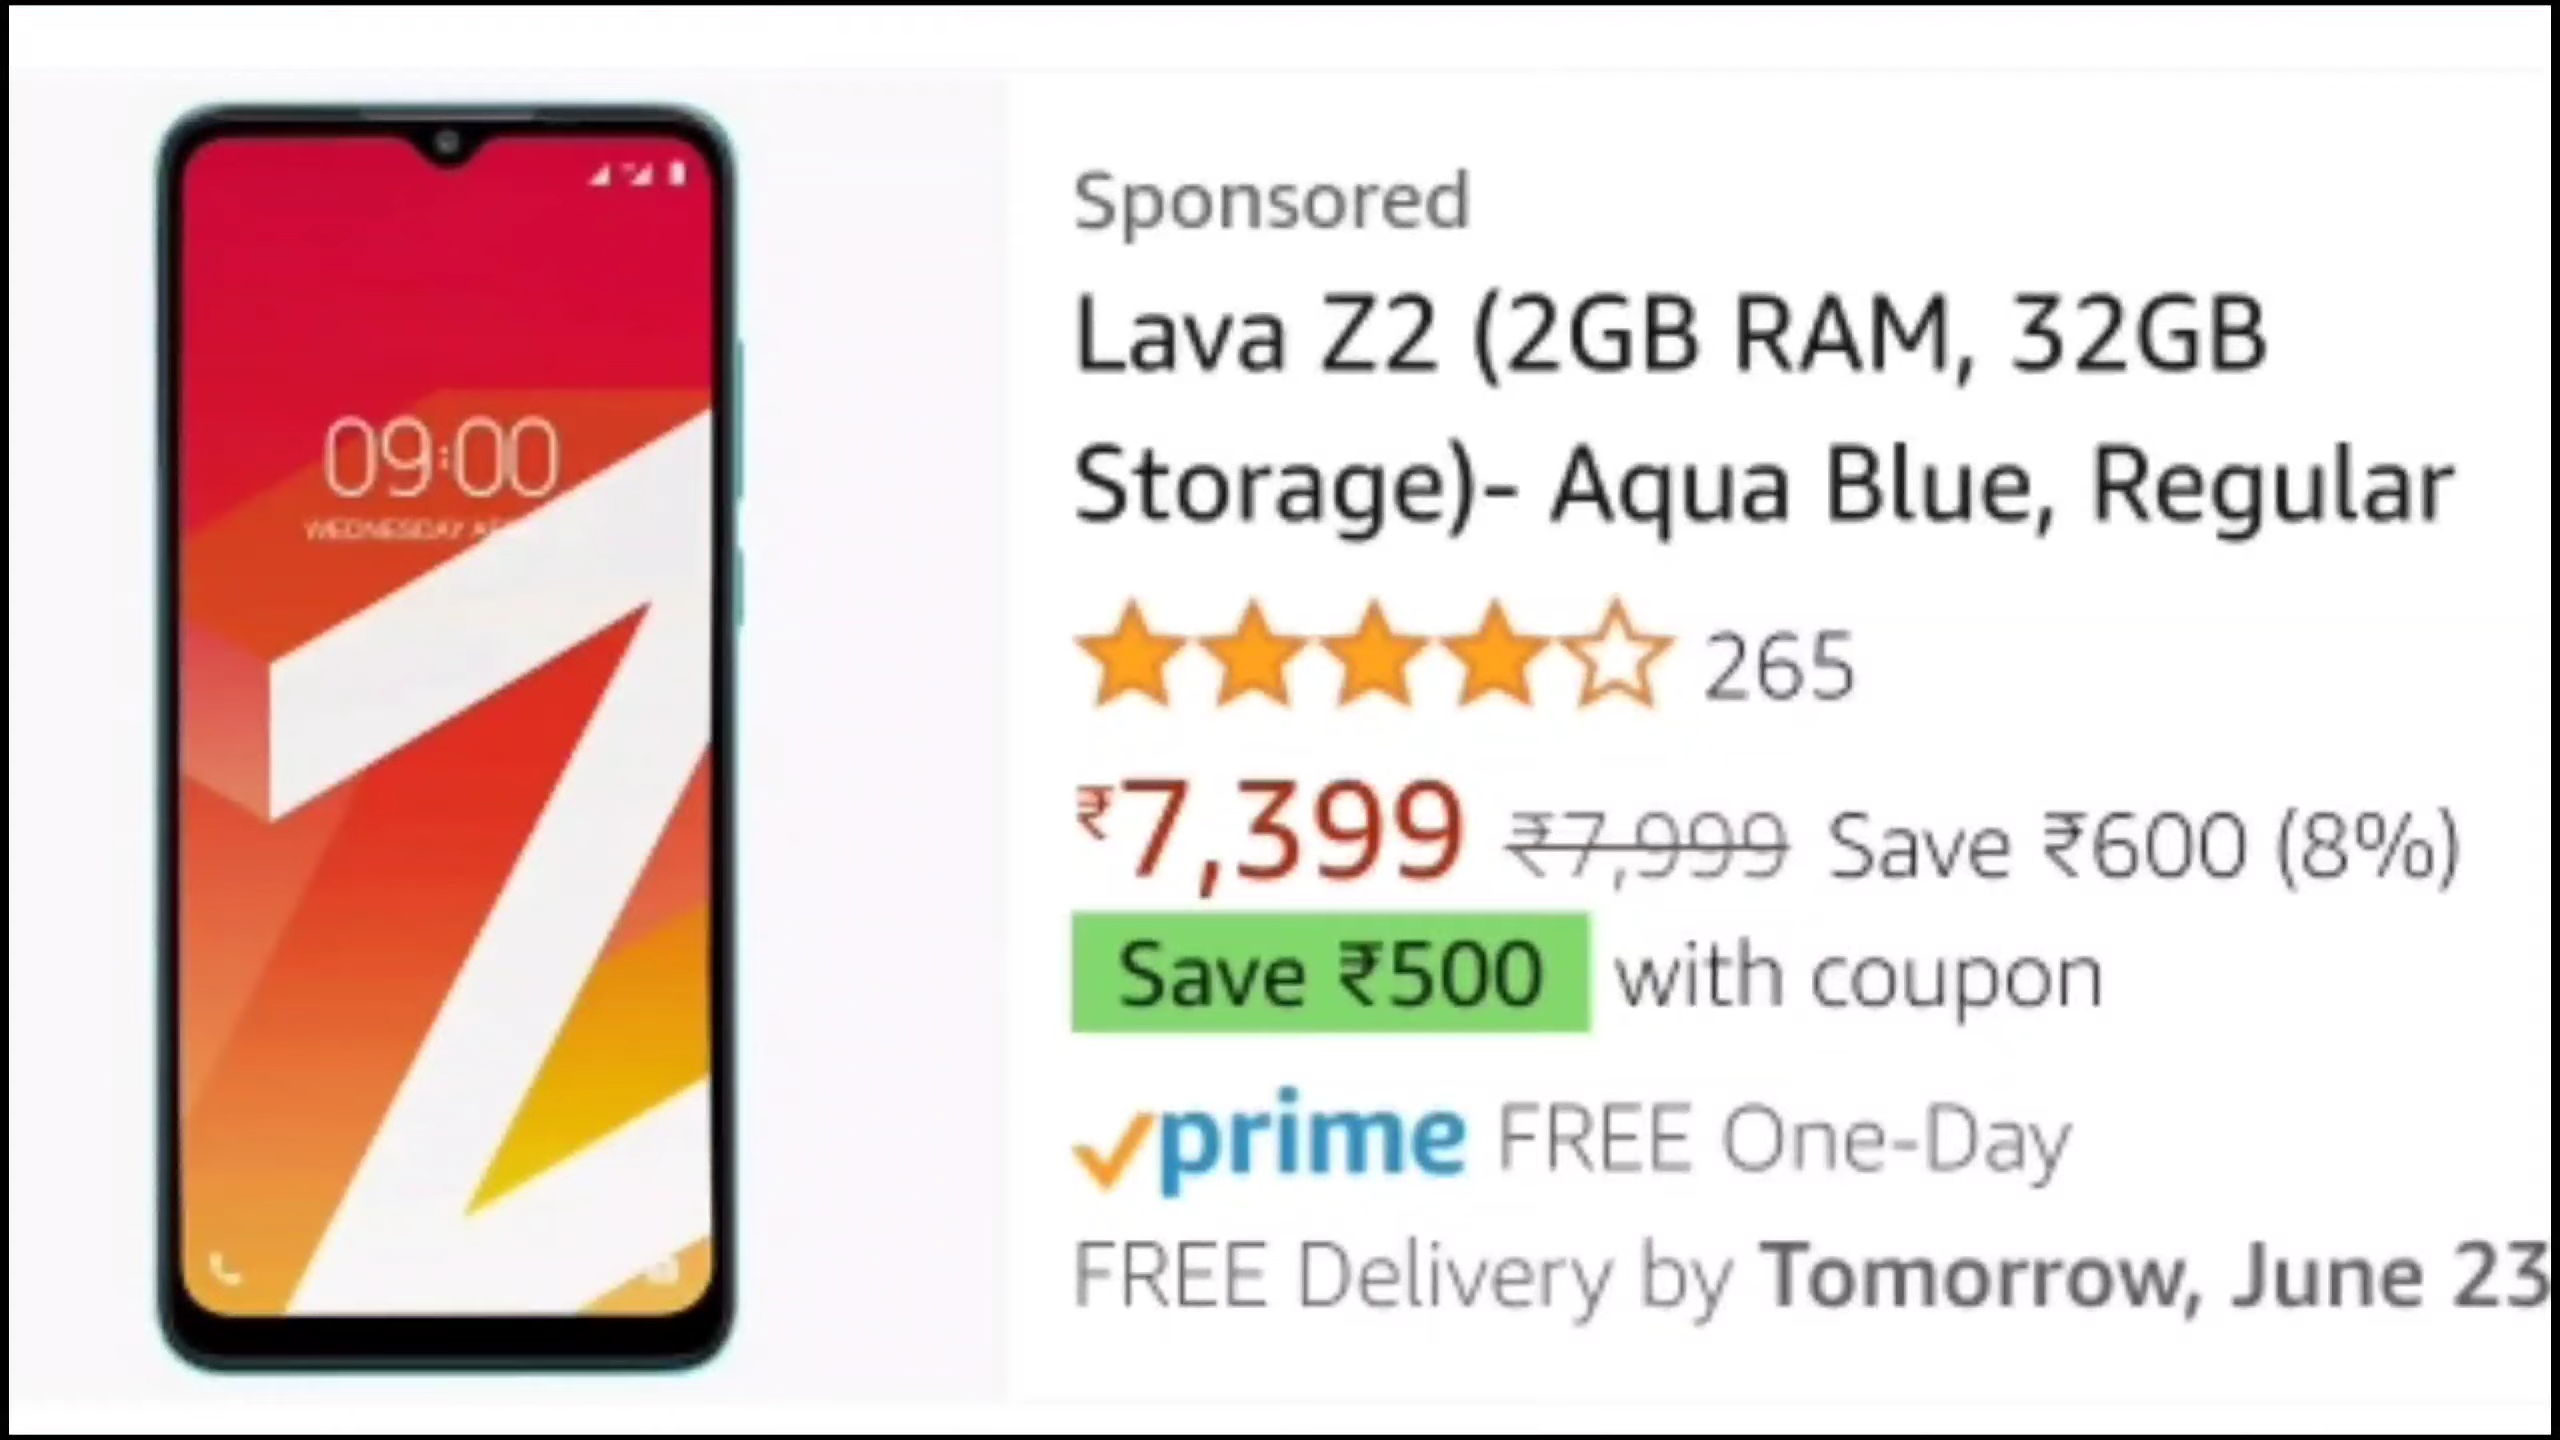 09:00
WEDNESDAY
Sponsored
Lava Z2 (2GB RAM, 32GB
Storage)- Aqua Blue, Regular
265
₹7,399 ₹7,999 Save ₹600 (8%)
Save ₹500 with coupon
prime FREE One-Day
FREE Delivery by Tomorrow, June 23